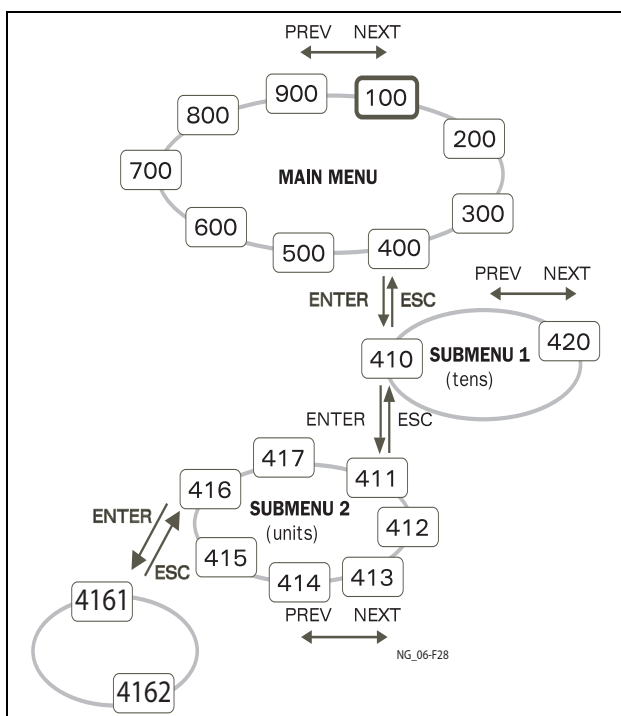 PREV NEXT
900 100
800 200
MAIN MENU
700 300
600 400
500
ENTER ESC
PREV NEXT
410 SUBMENU 1 420
(tens)
ENTER ESC
417 411
416 SUBMENU 2 412
(units)
ENTER ESC
415 413
414
PREV NEXT
4161
4162
NG_06-F28